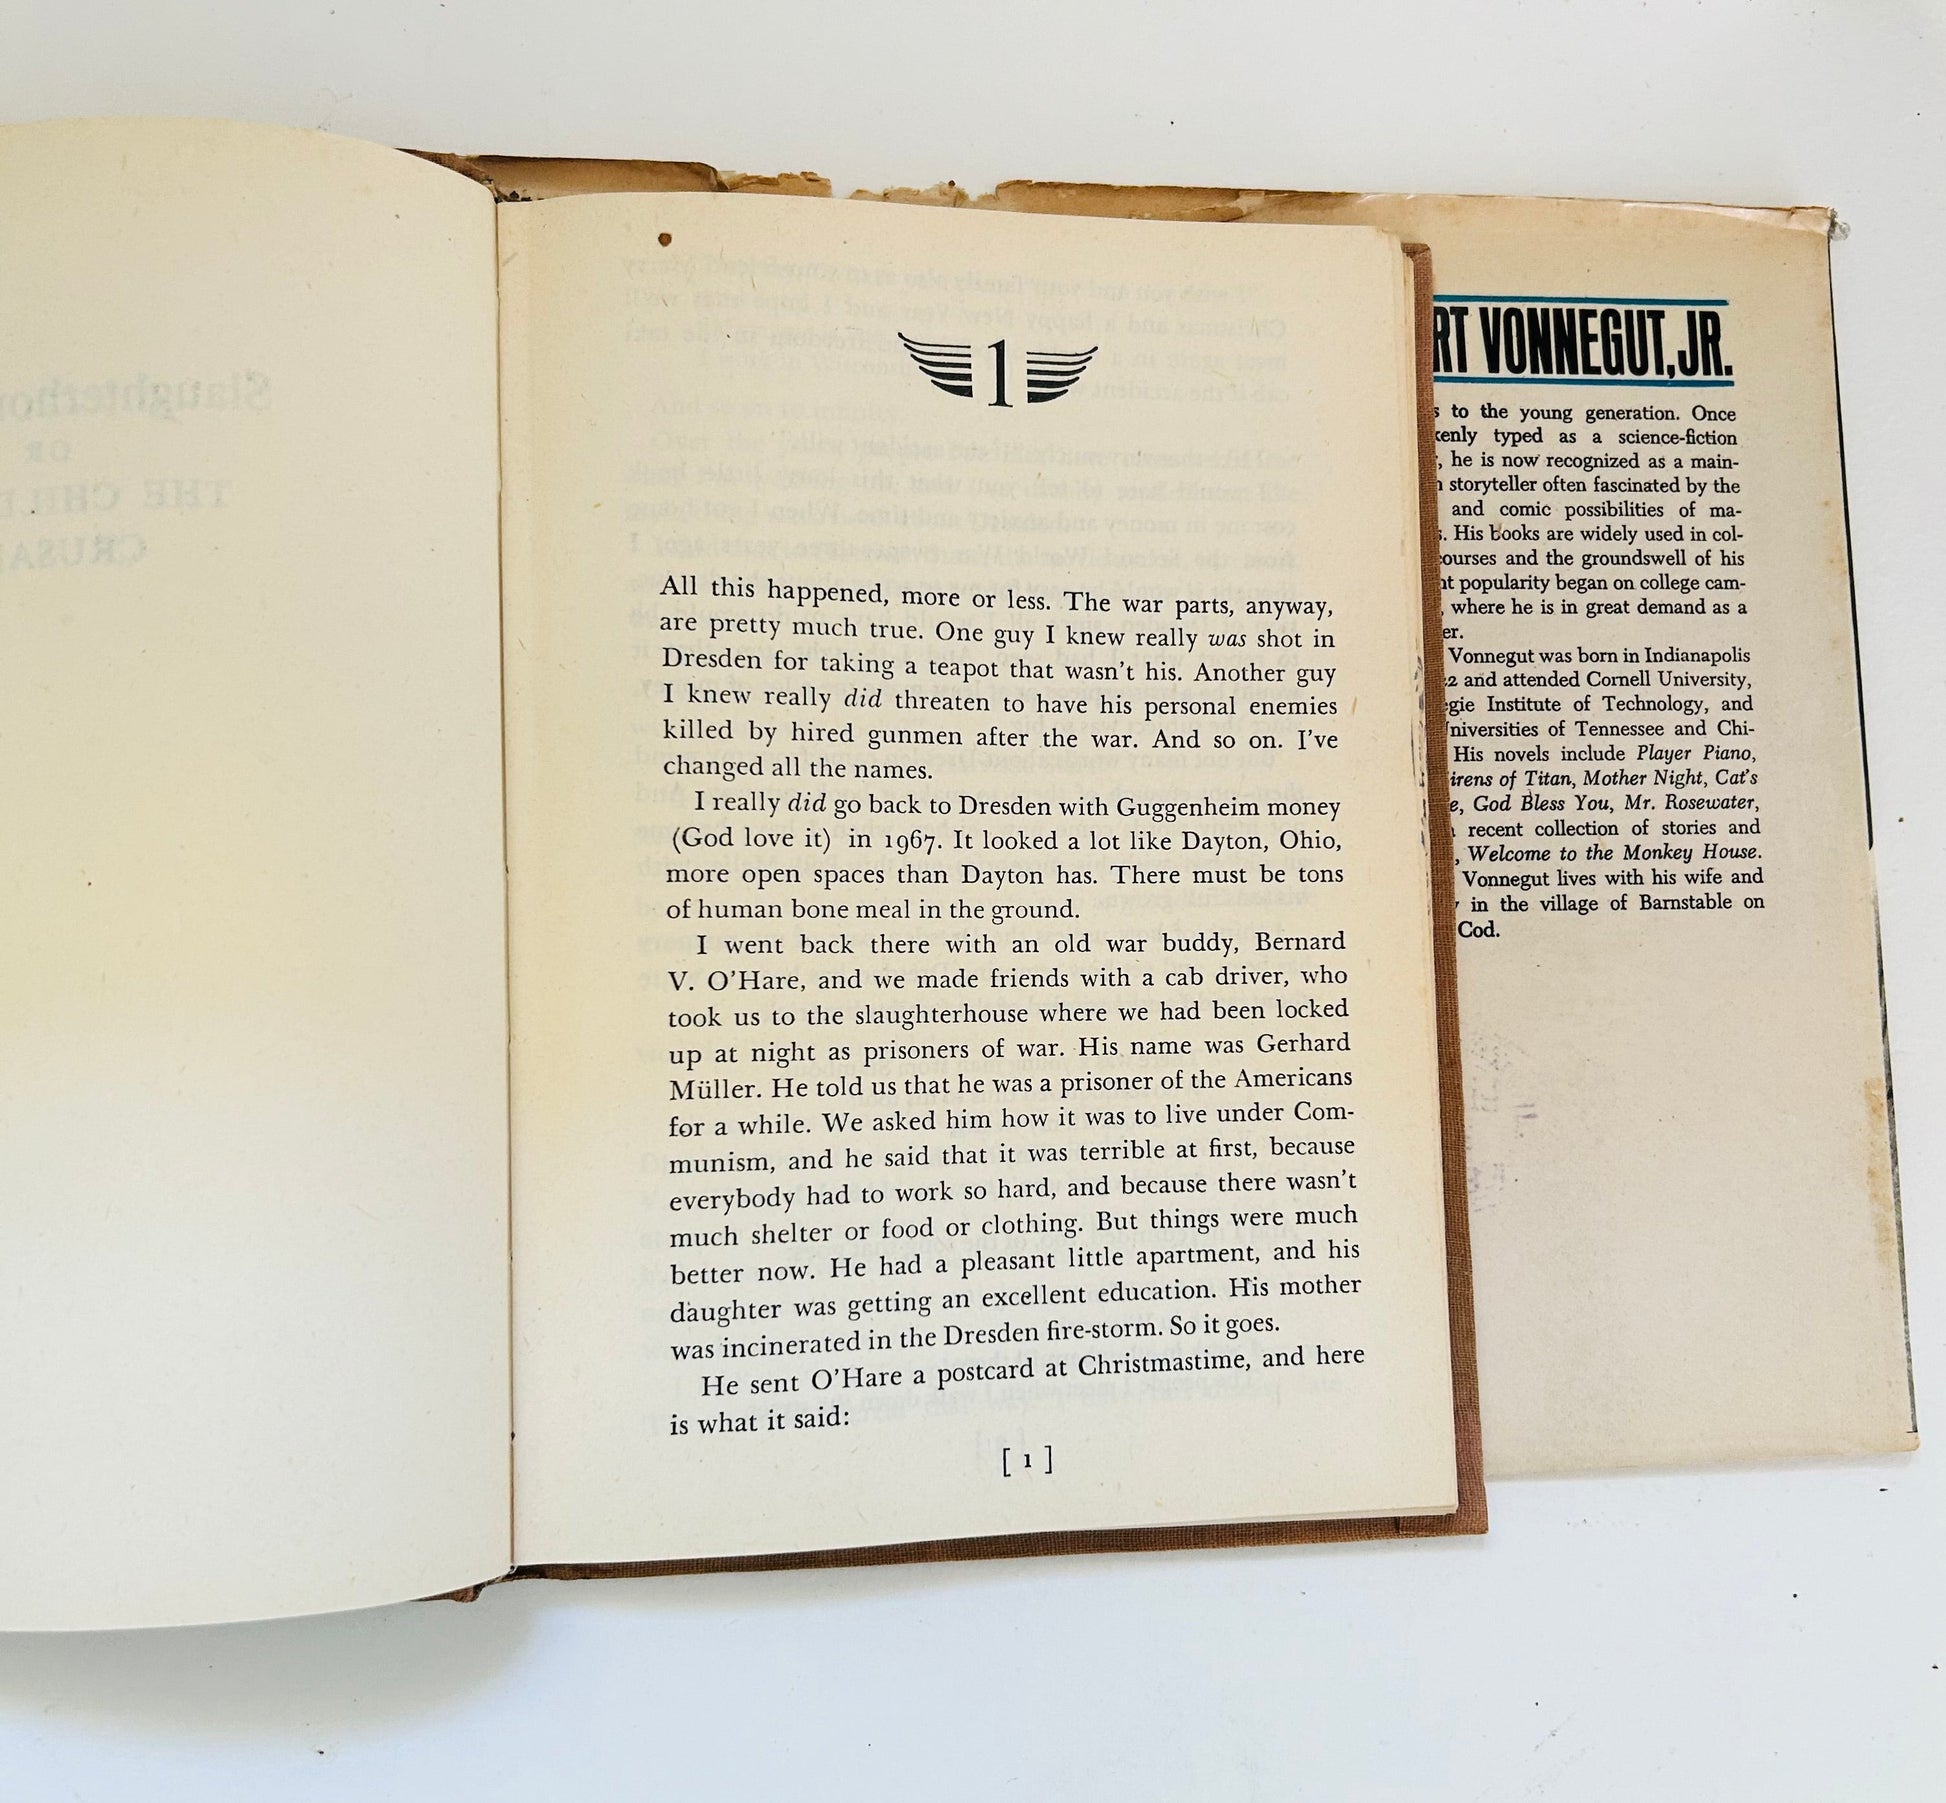 1
All this happened, more or less. The war parts, anyway,
are pretty much true. One guy I knew really was shot in
Dresden for taking a teapot that wasn't his. Another guy
I knew really did threaten to have his personal enemies
killed by hired gunmen after the war. And so on. I've
changed all the names.
I really did go back to Dresden with Guggenheim money
(God love it) in 1967. It looked a lot like Dayton, Ohio,
more open spaces than Dayton has. There must be tons
of human bone meal in the ground.
I went back there with an old war buddy, Bernard
V. O'Hare, and we made friends with a cab driver, who
took us to the slaughterhouse where we had been locked
up at night as prisoners of war. His name was Gerhard
Müller. He told us that he was a prisoner of the Americans
for a while. We asked him how it was to live under Com-
munism, and he said that it was terrible at first, because
everybody had to work so hard, and because there wasn't
much shelter or food or clothing. But things were much
better now. He had a pleasant little apartment, and his
daughter was getting an excellent education. His mother
was incinerated in the Dresden fire-storm. So it goes.
He sent O'Hare a postcard at Christmastime, and here
is what it said:
[ 1 ]
RT VONNEGUT, JR.
to the young generation. Once
typed as a science-fiction
he is now recognized as a main-
storyteller often fascinated by the
and comic possibilities of ma-
His books are widely used in col-
courses and the groundswell of his
popularity began on college cam-
where he is in great demand as a
er.
Vonnegut was born in Indianapolis
and attended Cornell University,
Institute of Technology, and
Universities of Tennessee and Chi-
His novels include Player Piano,
Sirens of Titan, Mother Night, Cat's
God Bless You, Mr. Rosewater,
recent collection of stories and
Welcome to the Monkey House.
Vonnegut lives with his wife and
in the village of Barnstable on
Cod.